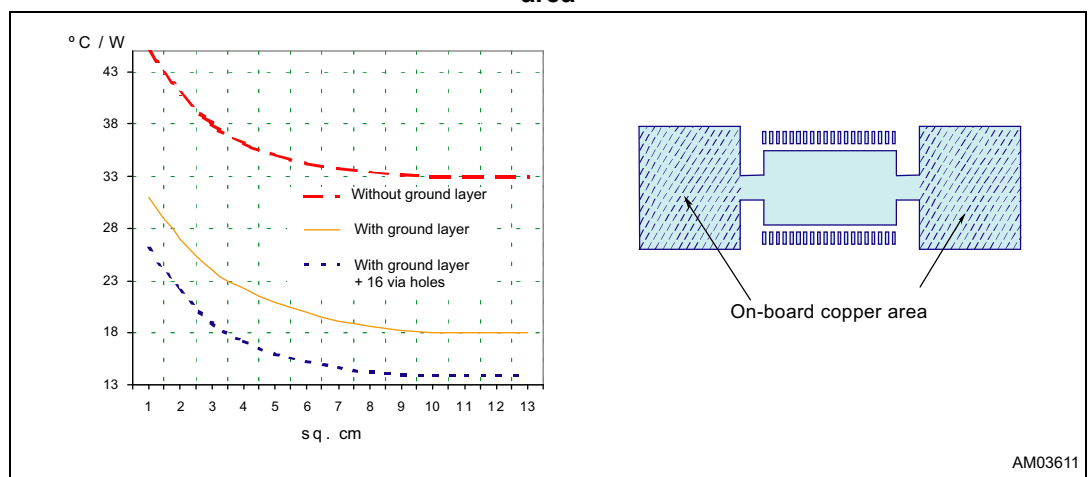 area
ºC / W
43
38
33
28
23
18
13
1 2 3 4 5 6 7 8 9 10 11 12 13
sq. cm
Without ground layer
With ground layer
With ground layer
+ 16 via holes
On-board copper area
AM03611